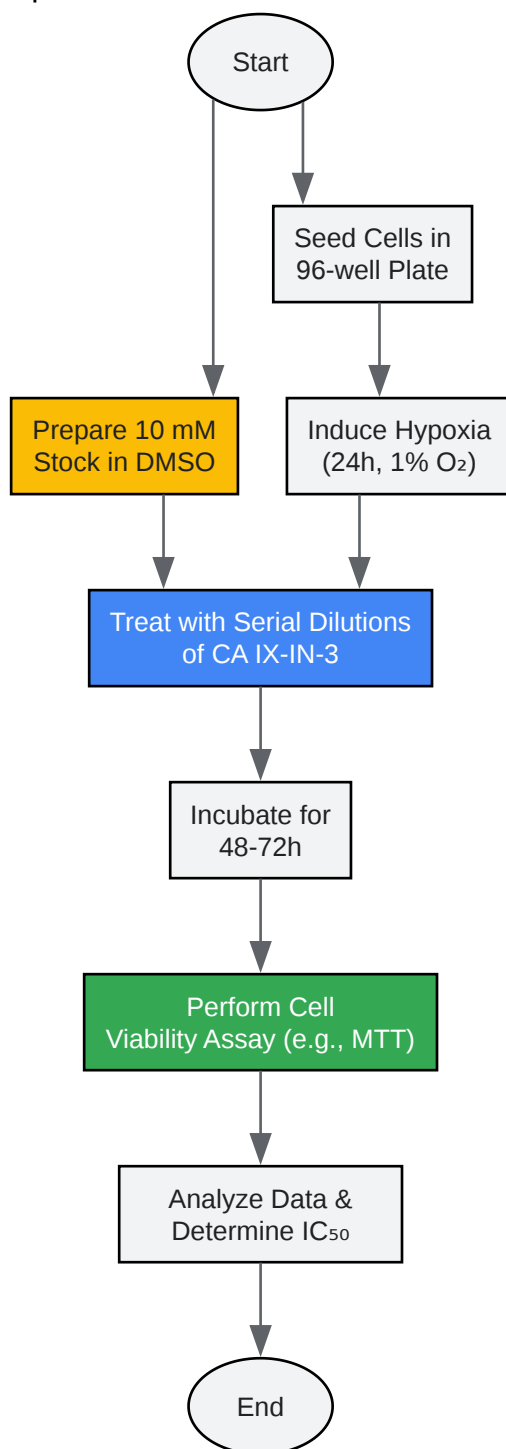 Start
Seed Cells in
96-well Plate
Prepare 10 mM
Stock in DMSO
Induce Hypoxia
(24h, 1% O₂)
Treat with Serial Dilutions
of CA IX-IN-3
Incubate for
48-72h
Perform Cell
Viability Assay (e.g., MTT)
Analyze Data &
Determine IC₅₀
End